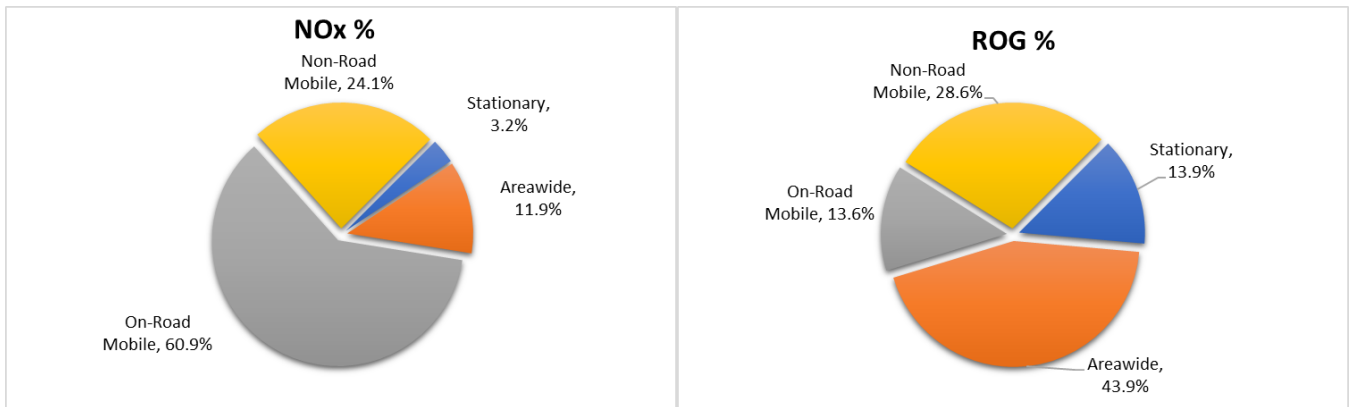 NOx %
Non-Road
Mobile, 24.1%
Stationary,
3.2%
Areawide,
11.9%
On-Road
Mobile, 60.9%
ROG %
Non-Road
Mobile, 28.6%
Stationary,
13.9%
On-Road
Mobile, 13.6%
Areawide,
43.9%